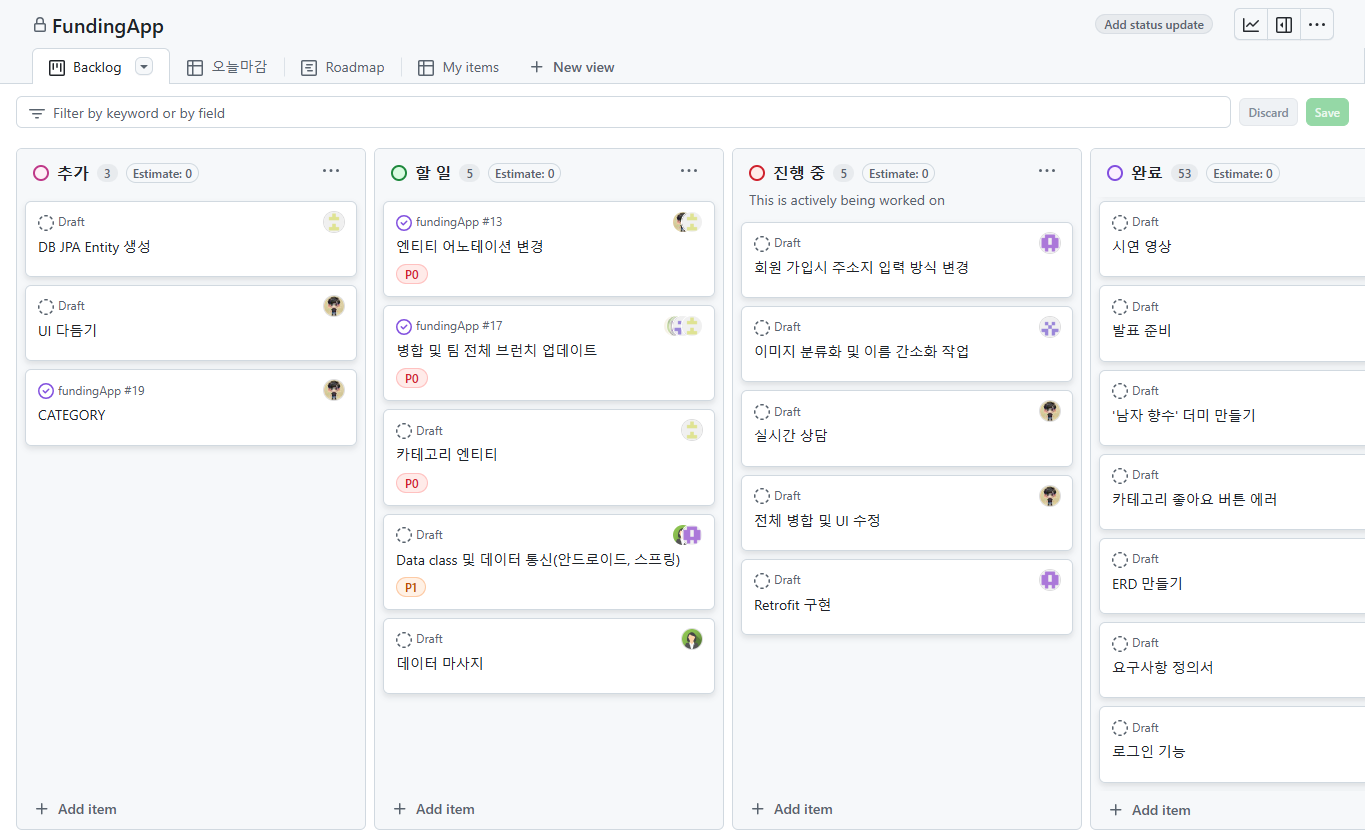 FundingApp
Add status update
Backlog
오늘마감
Roadmap
My items
New view
Filter by keyword or by field
Discard
Save
추가 3 Estimate: 0
Draft
DB JPA Entity 생성
Draft
UI 다듬기
fundingApp #19
CATEGORY
Add item
할 일 5 Estimate: 0
fundingApp #13
엔티티 어노테이션 변경
P0
fundingApp #17
병합 및 팀 전체 브런치 업데이트
P0
Draft
카테고리 엔티티
P0
Draft
Data class 및 데이터 통신(안드로이드, 스프링)
P1
Draft
데이터 마사지
Add item
진행 중 5 Estimate: 0
This is actively being worked on
Draft
회원 가입시 주소지 입력 방식 변경
Draft
이미지 분류화 및 이름 간소화 작업
Draft
실시간 상담
Draft
전체 병합 및 UI 수정
Draft
Retrofit 구현
Add item
완료 53 Estimate: 0
Draft
시연 영상
Draft
발표 준비
Draft
'남자 향수' 더미 만들기
Draft
카테고리 좋아요 버튼 에러
Draft
ERD 만들기
Draft
요구사항 정의서
Draft
로그인 기능
Add item